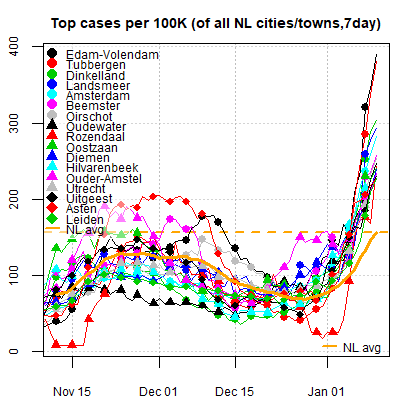 Top cases per 100K (of all NL cities/towns,7day)
400
300
200
100
0
Edam-Volendam
Tubbergen
Dinkelland
Landsmeer
Amsterdam
Beemster
Oirschot
Oudewater
Rozendaal
Oostzaan
Diemen
Hilvarenbeek
Ouder-Amstel
Utrecht
Uitgeest
Asten
Leiden
NL avg
NL avg
Nov 15
Dec 01
Dec 15
Jan 01